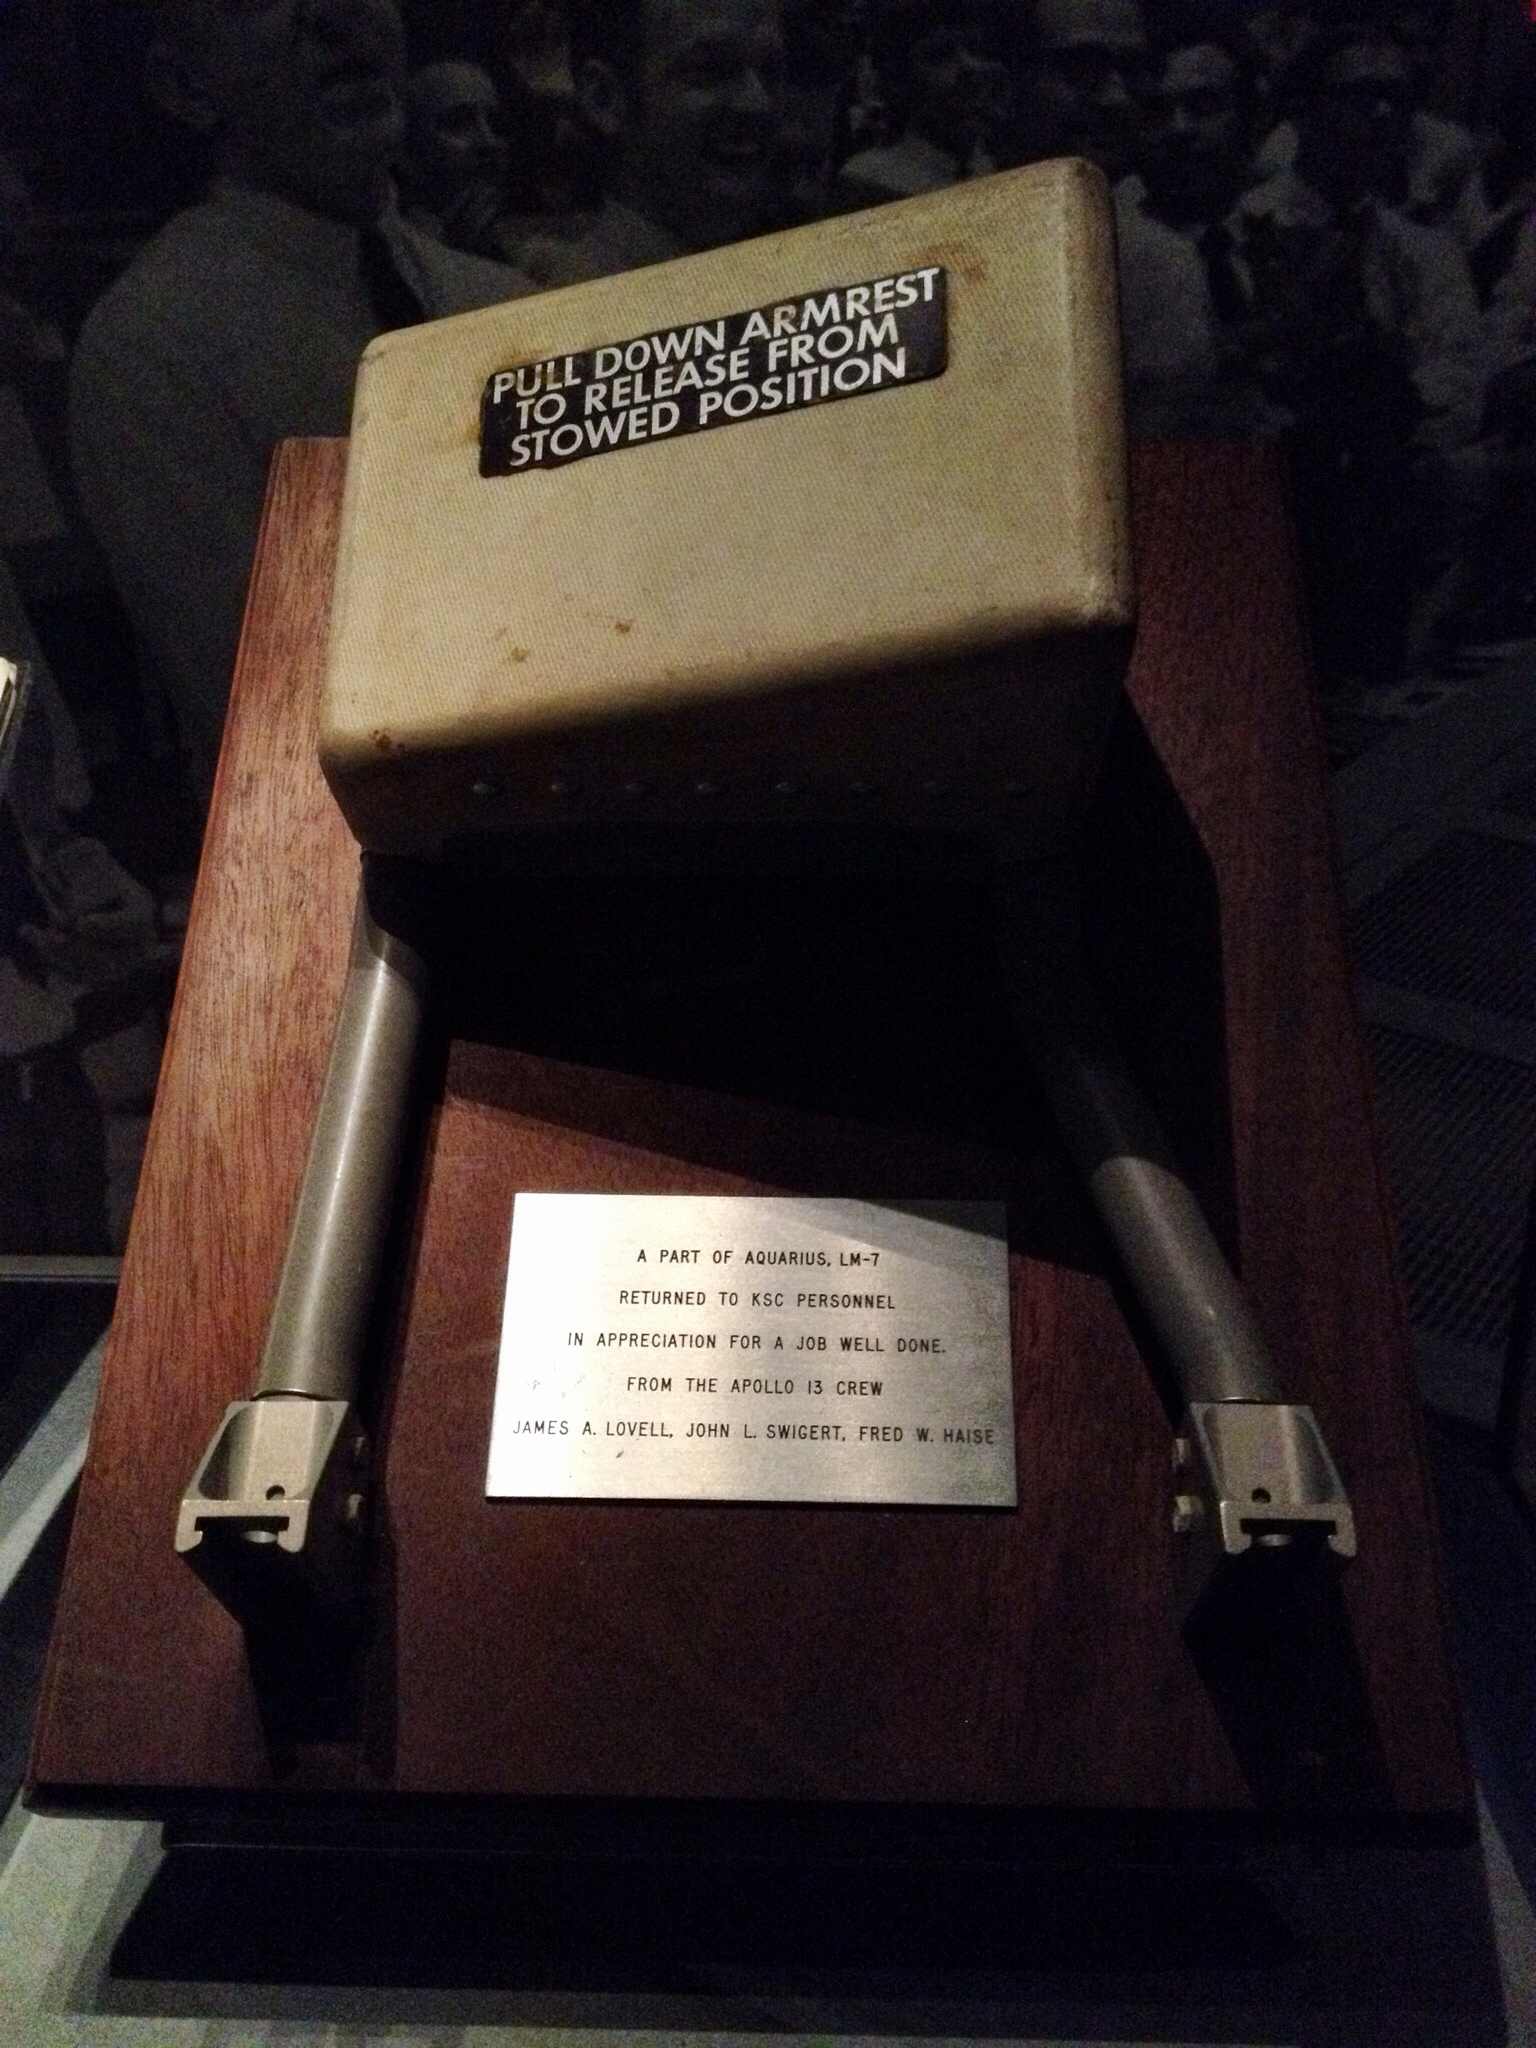 PULL DOWN ARMREST
TO RELEASE FROM
STOWED POSITION
A PART OF AQUARIUS, LM-7
RETURNED TO KSC PERSONNEL
IN APPRECIATION FOR A JOB WELL DONE.
FROM THE APOLLO 13 CREW
JAMES A. LOVELL, JOHN L. SWIGERT, FRED W. HAISE